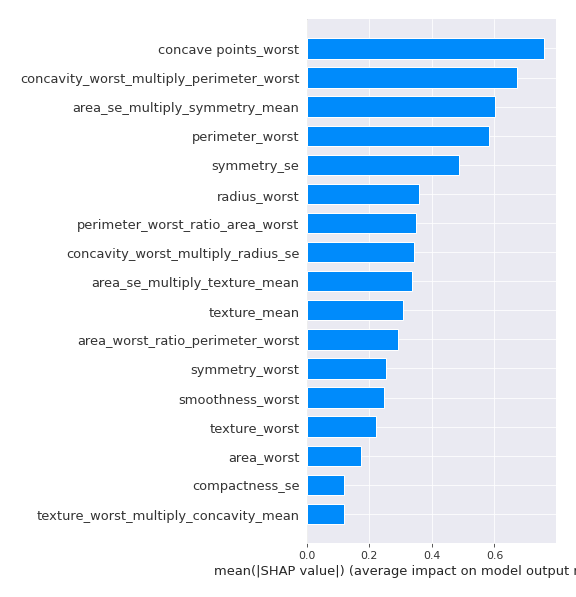 concave points_worst
concavity_worst_multiply_perimeter_worst
area_se_multiply_symmetry_mean
perimeter_worst
symmetry_se
radius_worst
perimeter_worst_ratio_area_worst
concavity_worst_multiply_radius_se
area_se_multiply_texture_mean
texture_mean
area_worst_ratio_perimeter_worst
symmetry_worst
smoothness_worst
texture_worst
area_worst
compactness_se
texture_worst_multiply_concavity_mean
0.0 0.2 0.4 0.6
mean(|SHAP value|) (average impact on model output